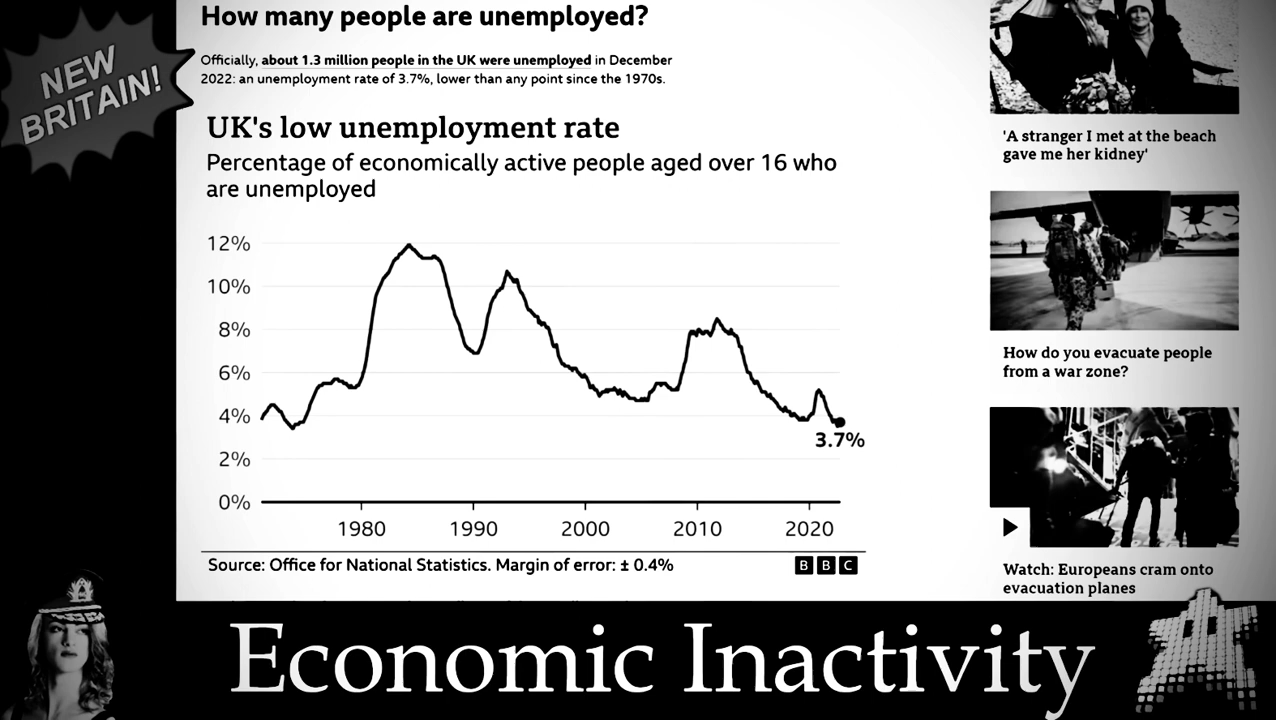 How many people are unemployed?
NEW
BRITAIN!
Officially, about 1.3 million people in the UK were unemployed in December
2022: an unemployment rate of 3.7%, lower than any point since the 1970s.
UK's low unemployment rate
Percentage of economically active people aged over 16 who
are unemployed
12%
10%
8%
6%
4%
2%
0%
3.7%
1980 1990 2000 2010 2020
Source: Office for National Statistics. Margin of error: ± 0.4%
BBC
'A stranger I met at the beach
gave me her kidney'
How do you evacuate people
from a war zone?
Watch: Europeans cram onto
evacuation planes
Economic Inactivity